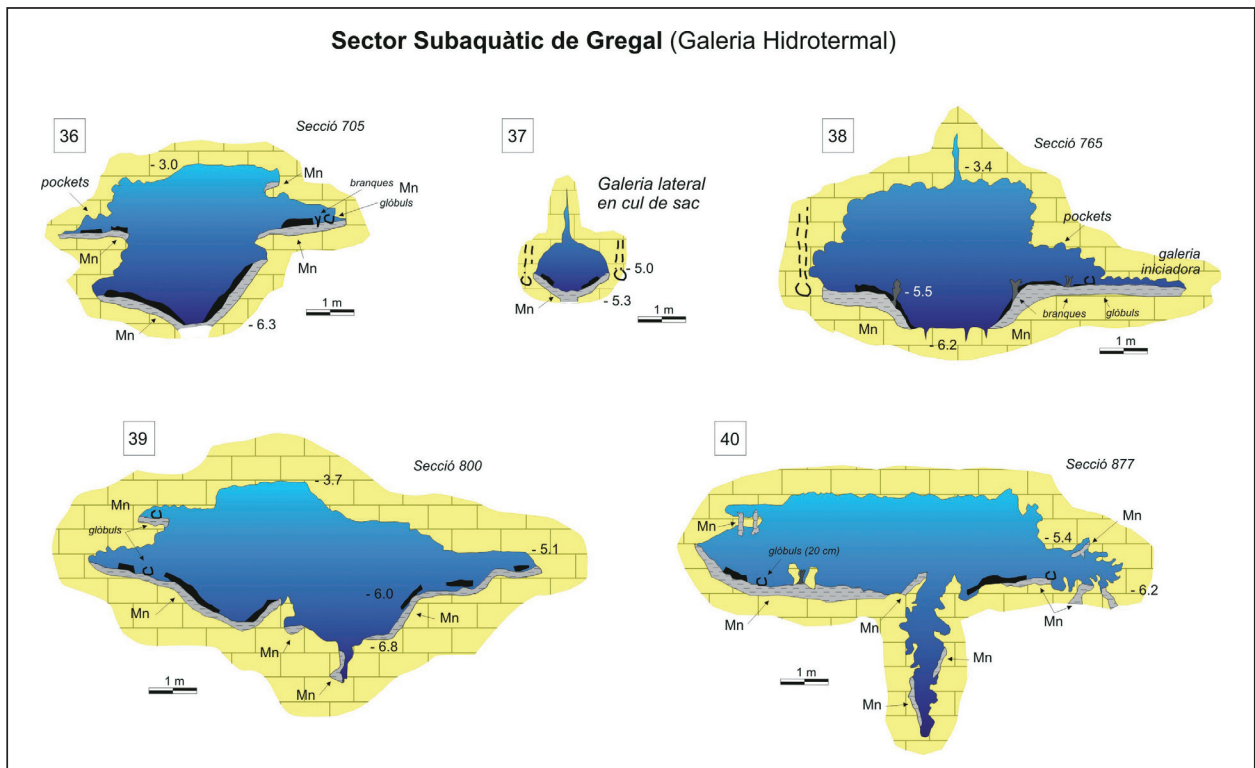 Sector Subaquàtic de Gregal (Galeria Hidrotermal)
36
Secció 705
- 3.0
Mn
pockets
branques
Mn
glòbuls
Mn
Mn
Mn
- 6.3
1 m
37
Galeria lateral
en cul de sac
- 5.0
- 5.3
Mn
1 m
38
Secció 765
- 3.4
pockets
galeria
iniciadora
- 5.5
branques
glòbuls
Mn
Mn
- 6.2
1 m
39
Secció 800
- 3.7
Mn
glòbuls
- 5.1
- 6.0
Mn
Mn
Mn
- 6.8
Mn
1 m
40
Secció 877
Mn
Mn
- 5.4
glòbuls (20 cm)
- 6.2
Mn
Mn
Mn
Mn
Mn
1 m